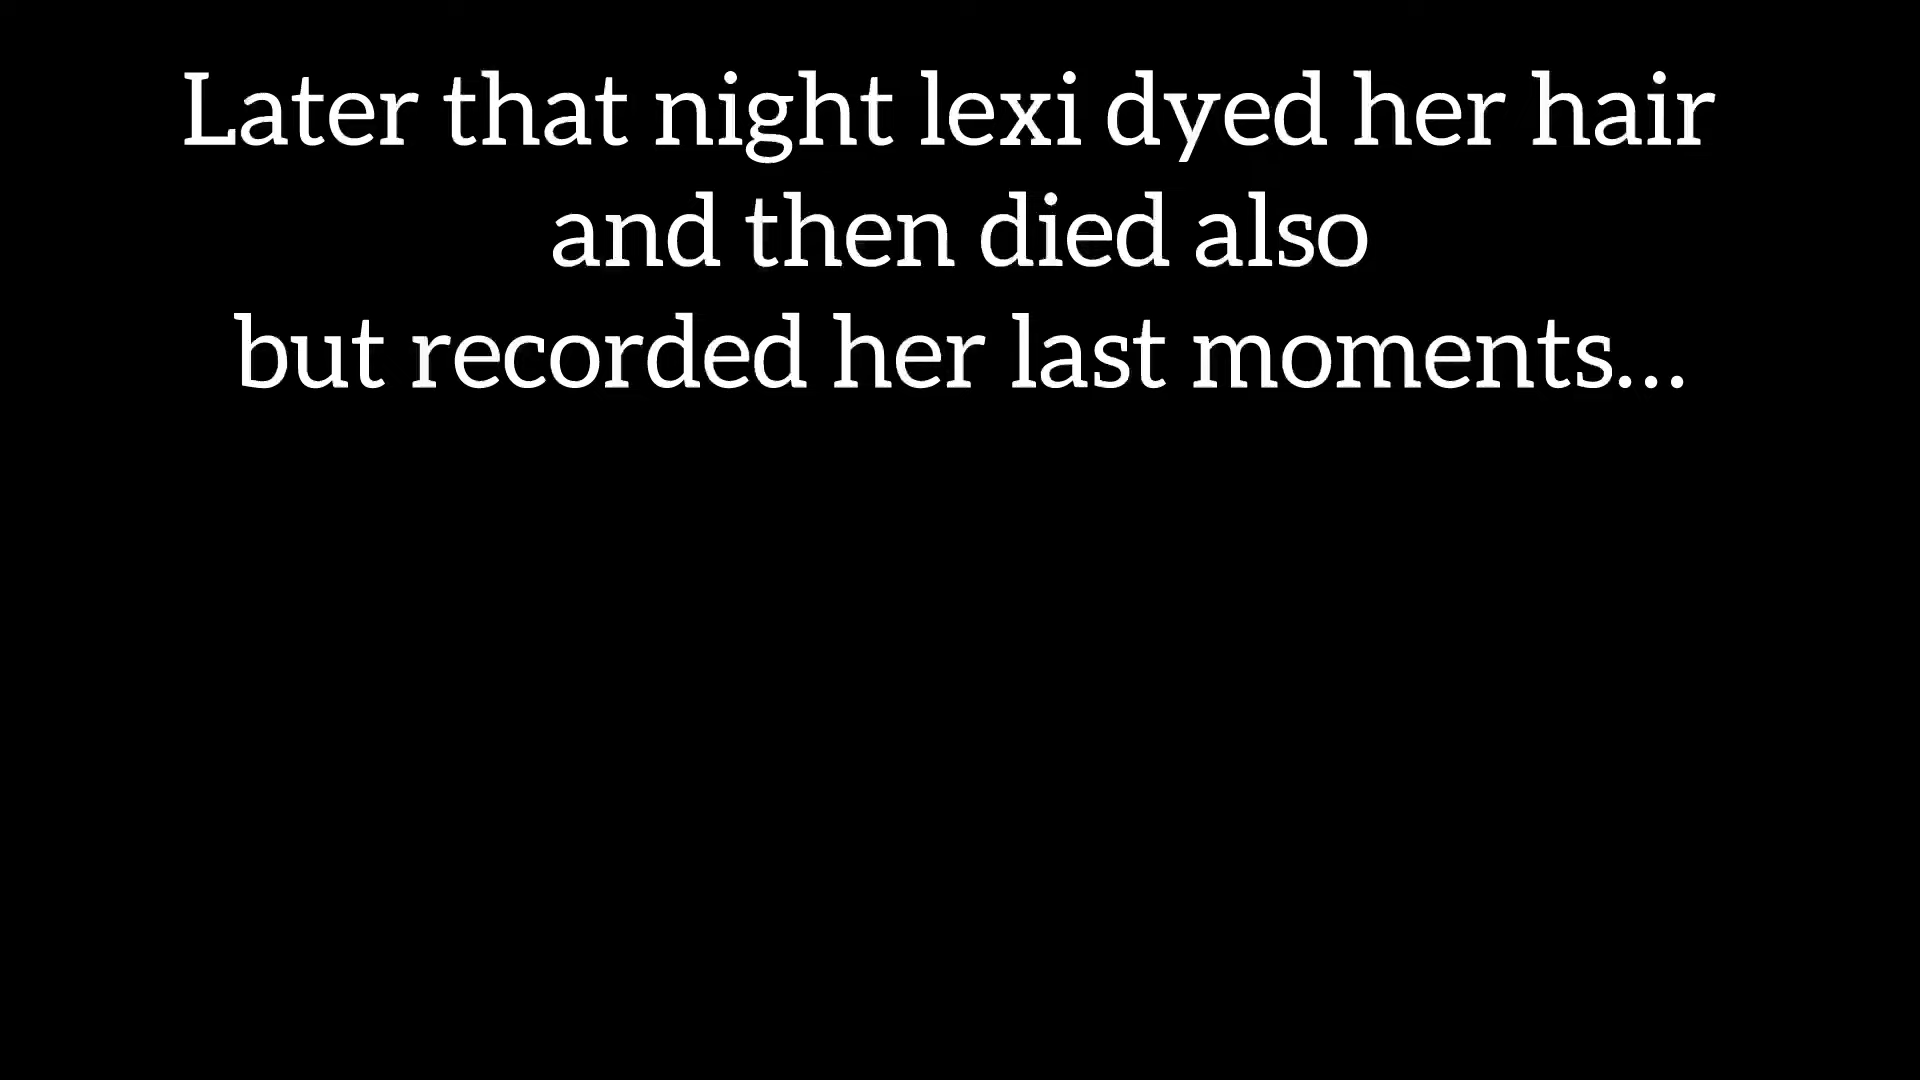 Later that night lexi dyed her hair
and then died also
but recorded her last moments...